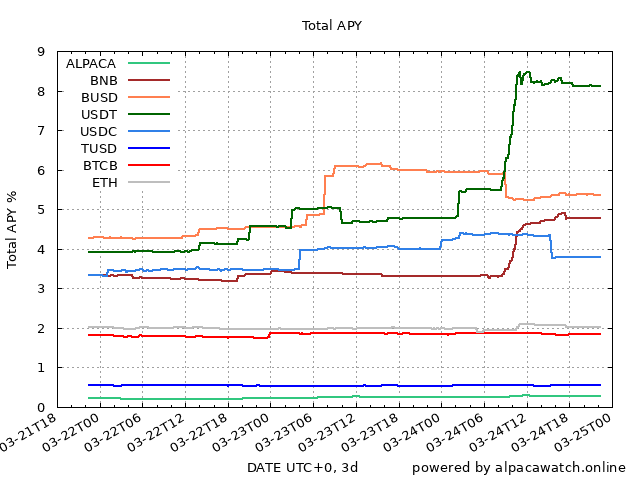 Total APY
ALPACA
BNB
BUSD
USDT
USDC
TUSD
BTCB
ETH
Total APY %
9
8
7
6
5
4
3
2
1
0
03-21T18
03-22T00
03-22T06
03-22T12
03-22T18
03-23T00
03-23T06
03-23T12
03-23T18
03-24T00
03-24T06
03-24T12
03-24T18
03-25T00
DATE UTC+0, 3d
powered by alpacawatch.online